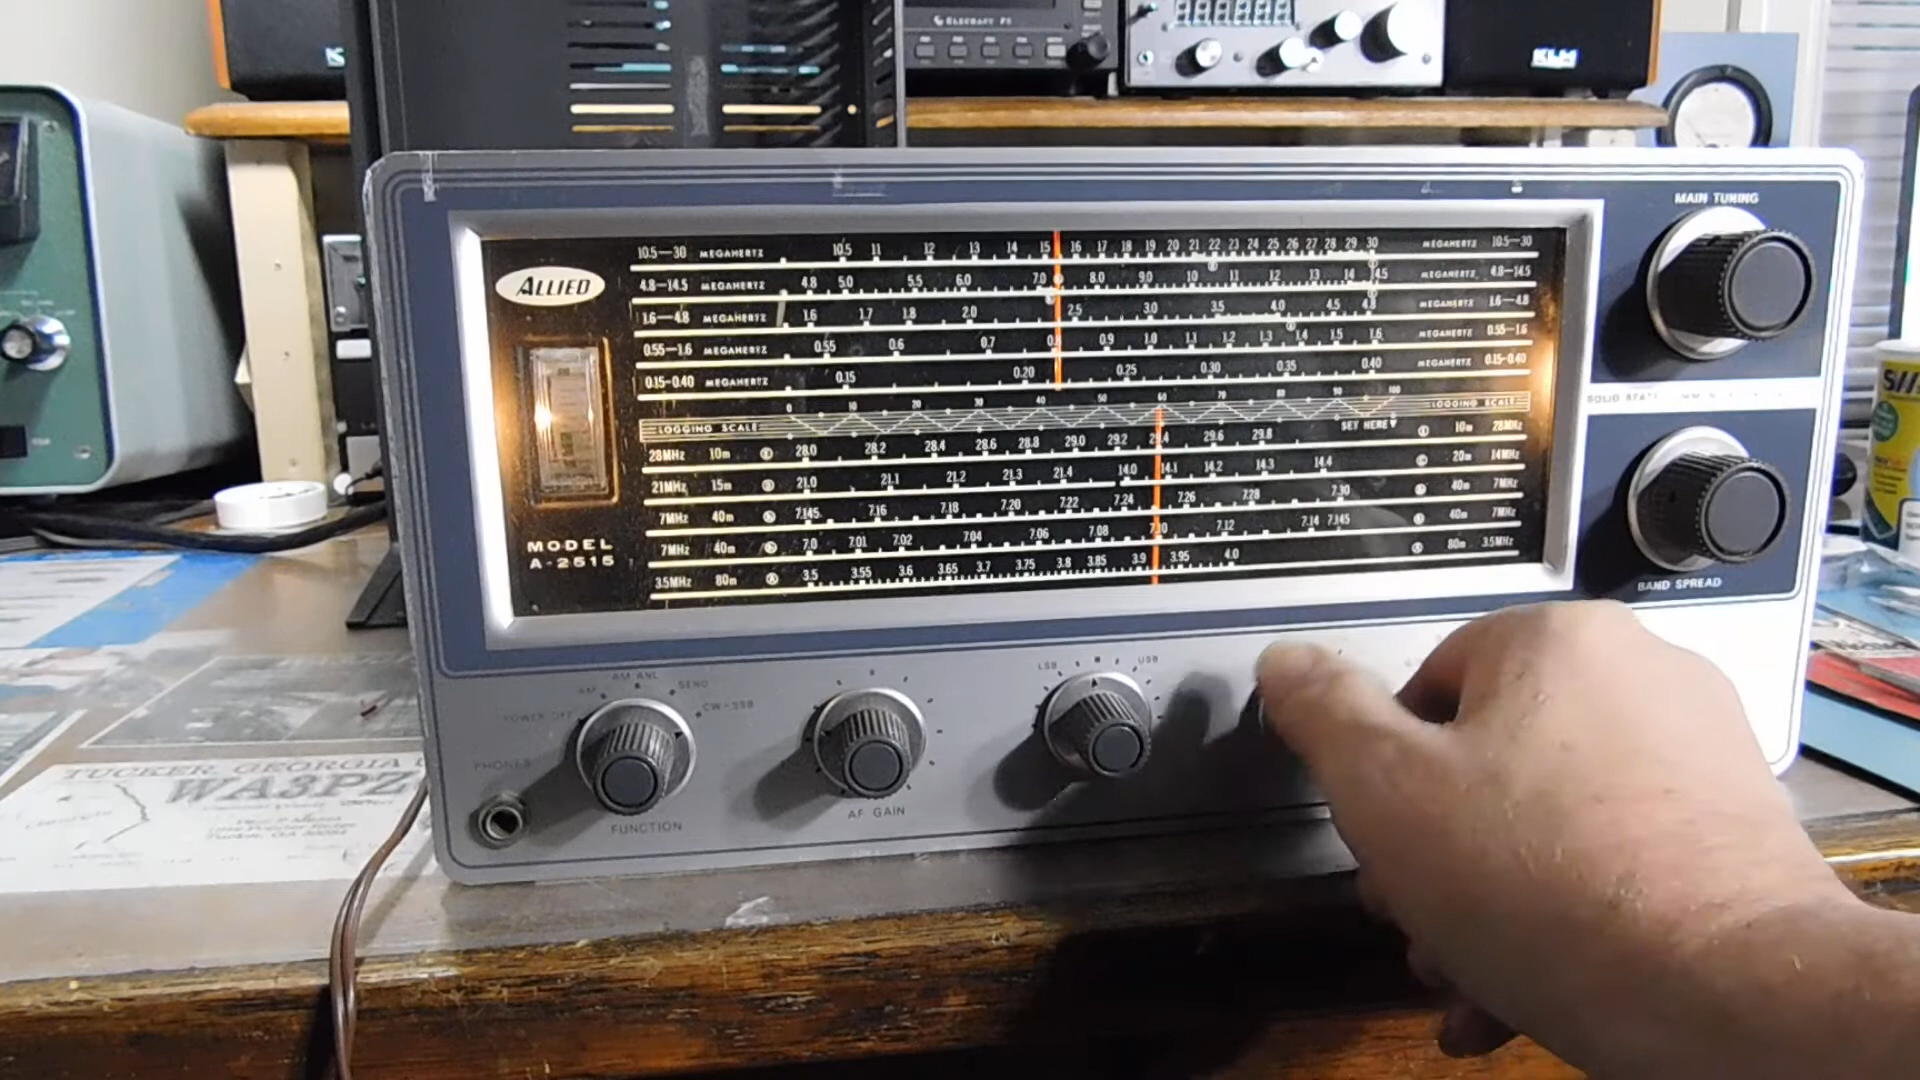 ELECRAFT
KLH
MAIN TUNING
10.5—30 MEGAHERTZ 10.5 11 12 13 14 15 16 17 18 19 20 21 22 23 24 25 26 27 28 29 30 MEGAHERTZ 10.5—30
ALLIED
4.8—14.5 MEGAHERTZ 4.8 5.0 5.5 6.0 7.0 8.0 9.0 10 11 12 13 14 14.5 MEGAHERTZ 4.8—14.5
1.6—4.8 MEGAHERTZ 1.6 1.7 1.8 2.0 2.5 3.0 3.5 4.0 4.5 4.8 MEGAHERTZ 1.6—4.8
0.55—1.6 MEGAHERTZ 0.55 0.6 0.7 0.9 1.0 1.1 1.2 1.3 1.4 1.5 1.6 MEGAHERTZ 0.55—1.6
0.15—0.40 MEGAHERTZ 0.15 0.20 0.25 0.30 0.35 0.40 MEGAHERTZ 0.15—0.40
0 10 20 30 40 50 60 70 80 90 100
LOGGING SCALE LOGGING SCALE
SET HERE
28MHz 10m 28.0 28.2 28.4 28.6 28.8 29.0 29.2 29.4 29.6 29.8 10m 28MHz
21MHz 15m 21.0 21.1 21.2 21.3 21.4 14.0 14.1 14.2 14.3 14.4 20m 14MHz
7MHz 40m 7.145 7.16 7.18 7.20 7.22 7.24 7.26 7.28 7.30 40m 7MHz
7MHz 40m 7.0 7.01 7.02 7.04 7.06 7.08 7.10 7.12 7.14 7.145 40m 7MHz
3.5MHz 80m 3.5 3.55 3.6 3.65 3.7 3.75 3.8 3.85 3.9 3.95 4.0 80m 3.5MHz
MODEL
A-2515
SOLID STATE
BAND SPREAD
POWER OFF AM AM ANL SEND CW-SSB
PHONES
FUNCTION
AF GAIN
LSB USB
TUCKER, GEORGIA
WA3PZ